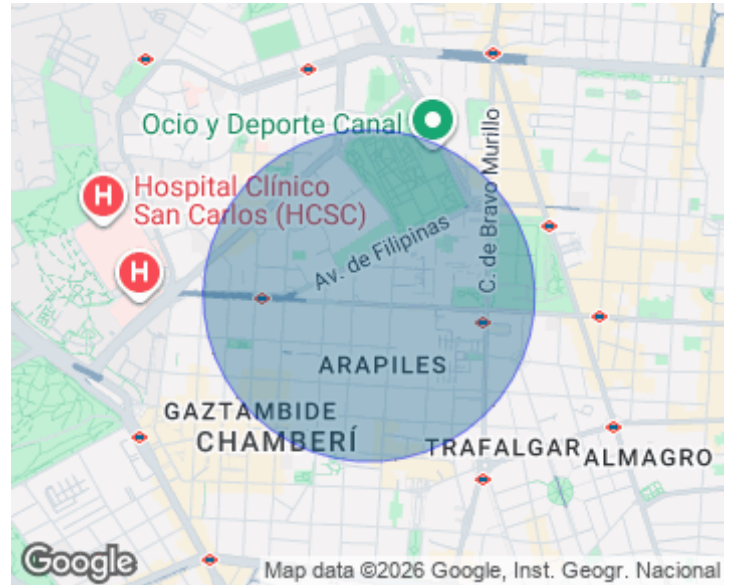 Ocio y Deporte Canal
C. de Bravo Murillo
H
Hospital Clínico
San Carlos (HCSC)
Av. de Filipinas
H
ARAPILES
GAZTAMBIDE
CHAMBERÍ
TRAFALGAR
ALMAGRO
Google
Map data ©2026 Google, Inst. Geogr. Nacional